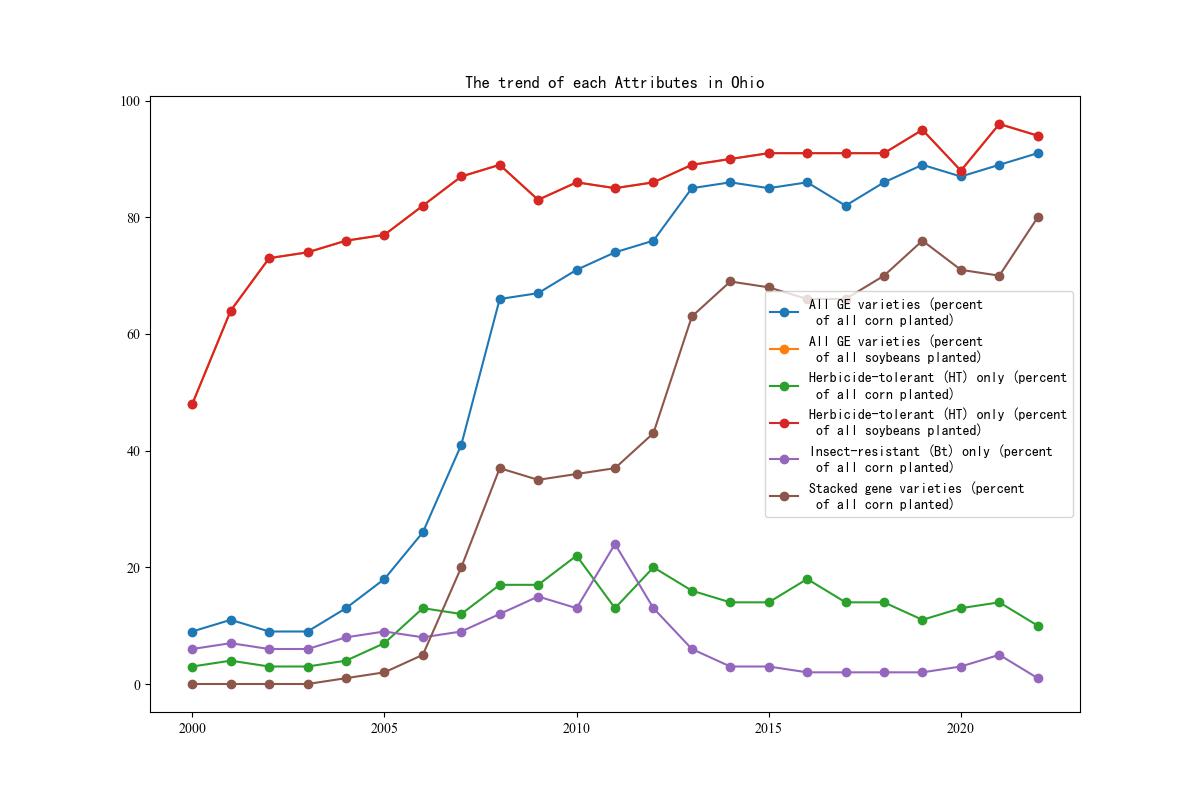 The trend of each Attributes in Ohio
100
80
60
40
20
0
All GE varieties (percent
of all corn planted)
All GE varieties (percent
of all soybeans planted)
Herbicide-tolerant (HT) only (percent
of all corn planted)
Herbicide-tolerant (HT) only (percent
of all soybeans planted)
Insect-resistant (Bt) only (percent
of all corn planted)
Stacked gene varieties (percent
of all corn planted)
2000
2005
2010
2015
2020